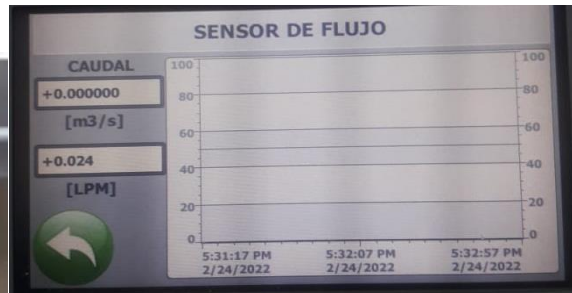 SENSOR DE FLUJO
CAUDAL
+0.000000
[m3/s]
+0.024
[LPM]
100
80
60
40
20
0
100
80
60
40
20
0
5:31:17 PM
2/24/2022
5:32:07 PM
2/24/2022
5:32:57 PM
2/24/2022